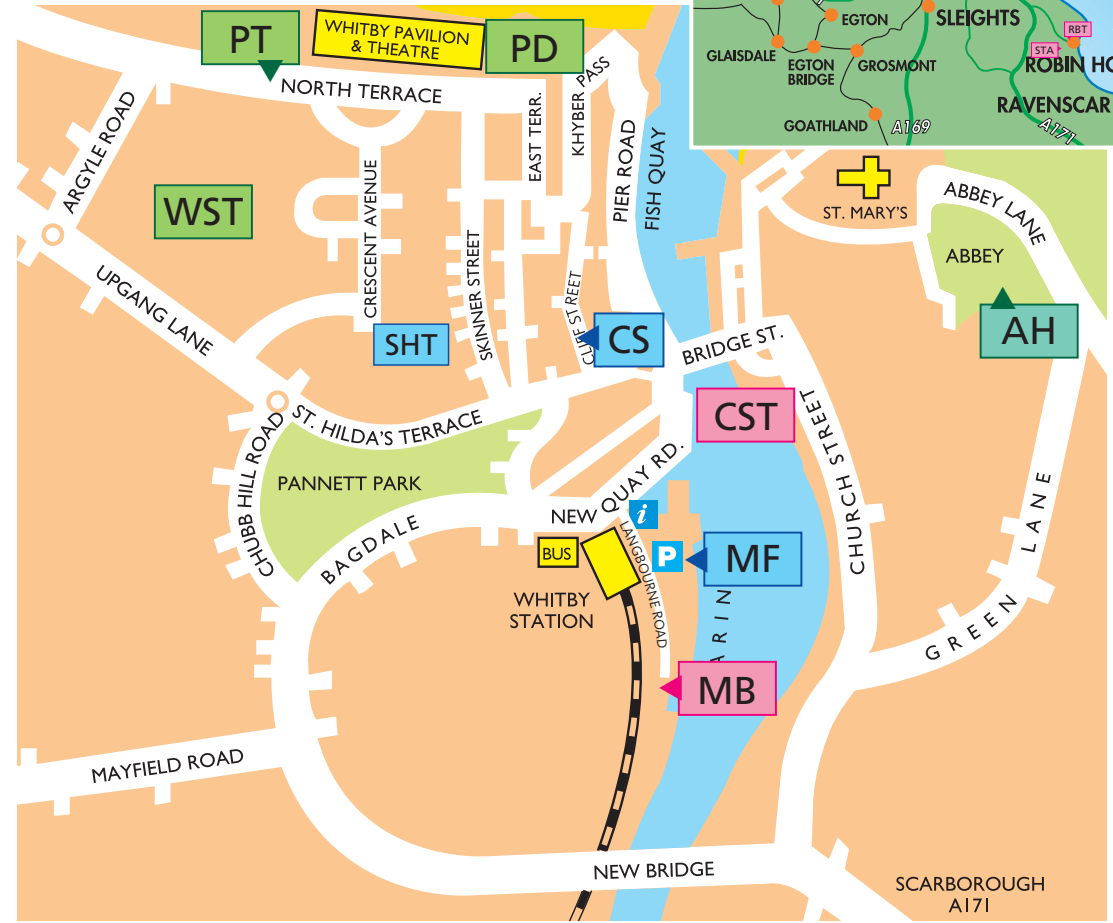 PT
WHITBY PAVILION
& THEATRE
PD
NORTH TERRACE
ARGYLE ROAD
EAST TERR.
KHYBER PASS
PIER ROAD
FISH QUAY
EGTON
SLEIGHTS
GLAISDALE
EGTON
BRIDGE
GROSMONT
GOATHLAND
A169
RBT
STA
ROBIN HO
RAVENSCAR
A171
WST
CRESCENT AVENUE
ST. MARY'S
ABBEY LANE
ABBEY
AH
UPGANG LANE
SHT
SKINNER STREET
CLIFF STREET
CS
BRIDGE ST.
CST
CHURCH STREET
ST. HILDA'S TERRACE
PANNETT PARK
CHUBB HILL ROAD
BAGDALE
NEW QUAY RD.
i
BUS
P
MF
LANGBOURNE ROAD
WHITBY
STATION
ARIN
MB
GREEN LANE
MAYFIELD ROAD
NEW BRIDGE
SCARBOROUGH
A171